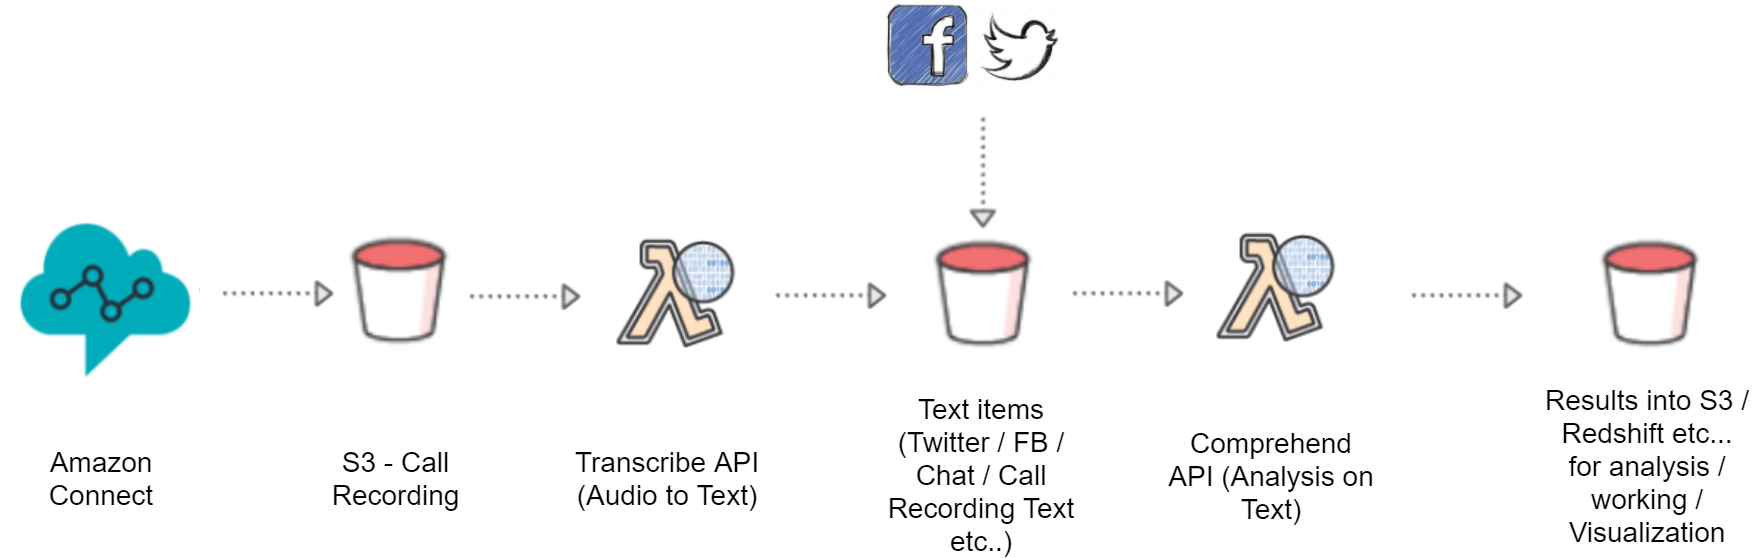 Amazon
Connect
S3 - Call
Recording
Transcribe API
(Audio to Text)
Text items
(Twitter / FB /
Chat / Call
Recording Text
etc..)
Comprehend
API (Analysis on
Text)
Results into S3 /
Redshift etc...
for analysis /
working /
Visualization